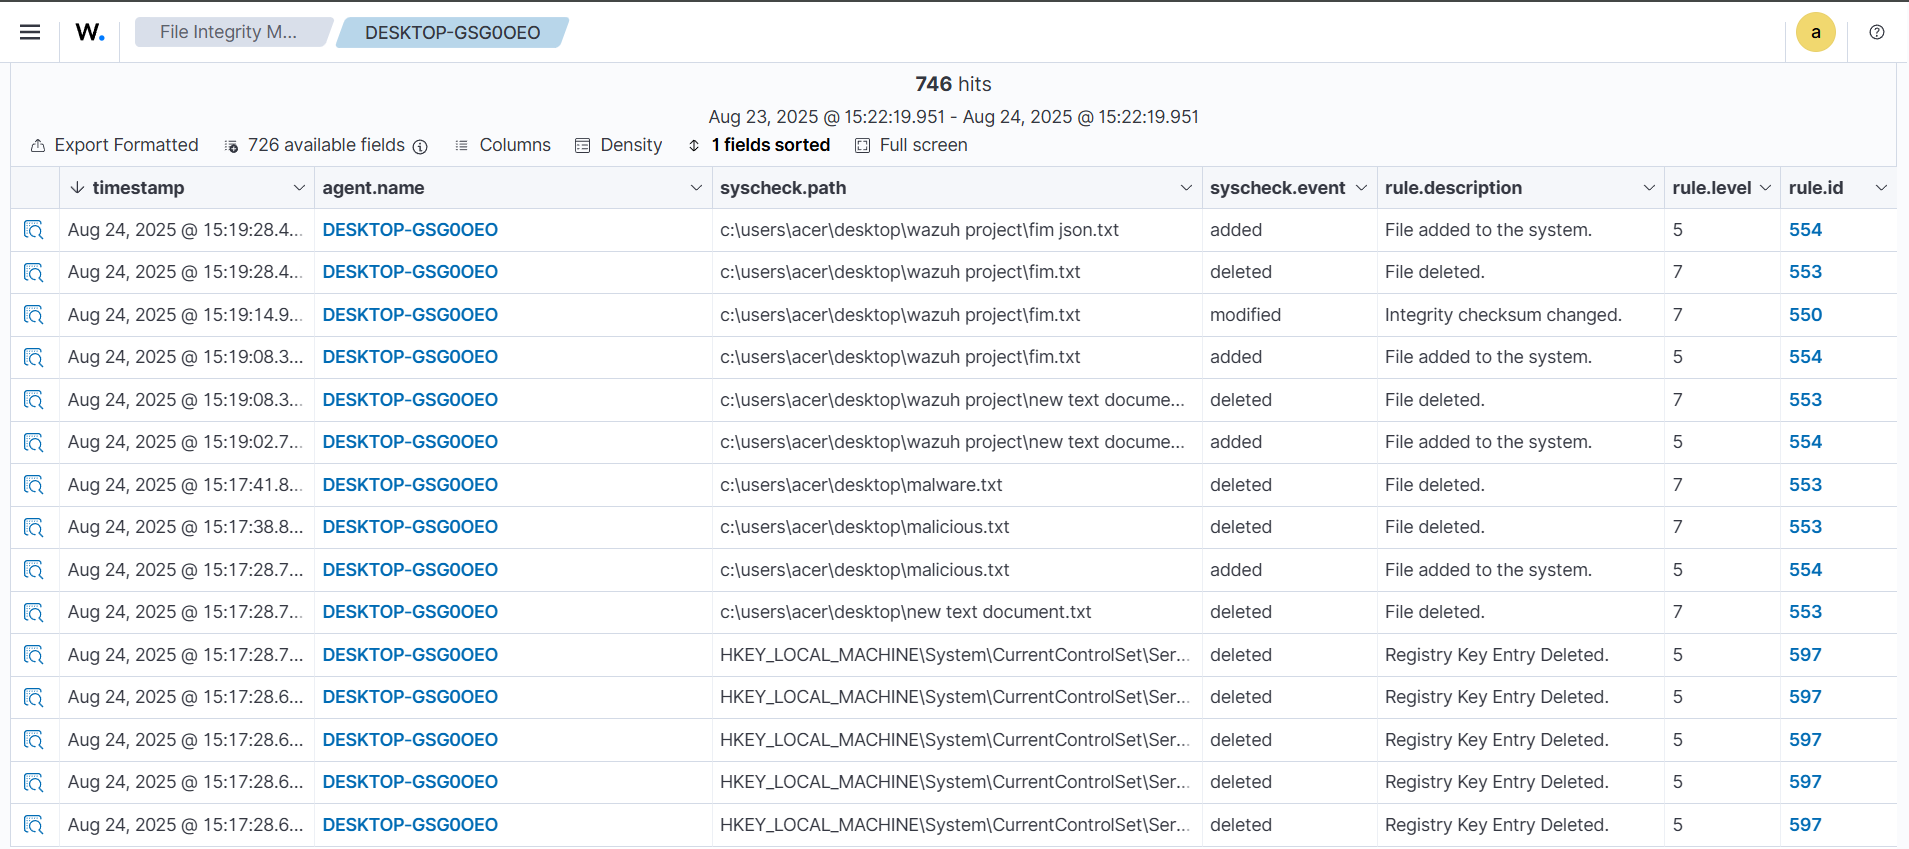 W.
File Integrity M...
DESKTOP-GSG0OEO
a
746 hits
Aug 23, 2025 @ 15:22:19.951 - Aug 24, 2025 @ 15:22:19.951
Export Formatted 726 available fields Columns Density 1 fields sorted Full screen
timestamp agent.name syscheck.path syscheck.event rule.description rule.level rule.id
Aug 24, 2025 @ 15:19:28.4... DESKTOP-GSG0OEO c:\users\acer\desktop\wazuh project\fim json.txt added File added to the system. 5 554
Aug 24, 2025 @ 15:19:28.4... DESKTOP-GSG0OEO c:\users\acer\desktop\wazuh project\fim.txt deleted File deleted. 7 553
Aug 24, 2025 @ 15:19:14.9... DESKTOP-GSG0OEO c:\users\acer\desktop\wazuh project\fim.txt modified Integrity checksum changed. 7 550
Aug 24, 2025 @ 15:19:08.3... DESKTOP-GSG0OEO c:\users\acer\desktop\wazuh project\fim.txt added File added to the system. 5 554
Aug 24, 2025 @ 15:19:08.3... DESKTOP-GSG0OEO c:\users\acer\desktop\wazuh project\new text docume... deleted File deleted. 7 553
Aug 24, 2025 @ 15:19:02.7... DESKTOP-GSG0OEO c:\users\acer\desktop\wazuh project\new text docume... added File added to the system. 5 554
Aug 24, 2025 @ 15:17:41.8... DESKTOP-GSG0OEO c:\users\acer\desktop\malware.txt deleted File deleted. 7 553
Aug 24, 2025 @ 15:17:38.8... DESKTOP-GSG0OEO c:\users\acer\desktop\malicious.txt deleted File deleted. 7 553
Aug 24, 2025 @ 15:17:28.7... DESKTOP-GSG0OEO c:\users\acer\desktop\malicious.txt added File added to the system. 5 554
Aug 24, 2025 @ 15:17:28.7... DESKTOP-GSG0OEO c:\users\acer\desktop\new text document.txt deleted File deleted. 7 553
Aug 24, 2025 @ 15:17:28.7... DESKTOP-GSG0OEO HKEY_LOCAL_MACHINE\System\CurrentControlSet\Ser... deleted Registry Key Entry Deleted. 5 597
Aug 24, 2025 @ 15:17:28.6... DESKTOP-GSG0OEO HKEY_LOCAL_MACHINE\System\CurrentControlSet\Ser... deleted Registry Key Entry Deleted. 5 597
Aug 24, 2025 @ 15:17:28.6... DESKTOP-GSG0OEO HKEY_LOCAL_MACHINE\System\CurrentControlSet\Ser... deleted Registry Key Entry Deleted. 5 597
Aug 24, 2025 @ 15:17:28.6... DESKTOP-GSG0OEO HKEY_LOCAL_MACHINE\System\CurrentControlSet\Ser... deleted Registry Key Entry Deleted. 5 597
Aug 24, 2025 @ 15:17:28.6... DESKTOP-GSG0OEO HKEY_LOCAL_MACHINE\System\CurrentControlSet\Ser... deleted Registry Key Entry Deleted. 5 597